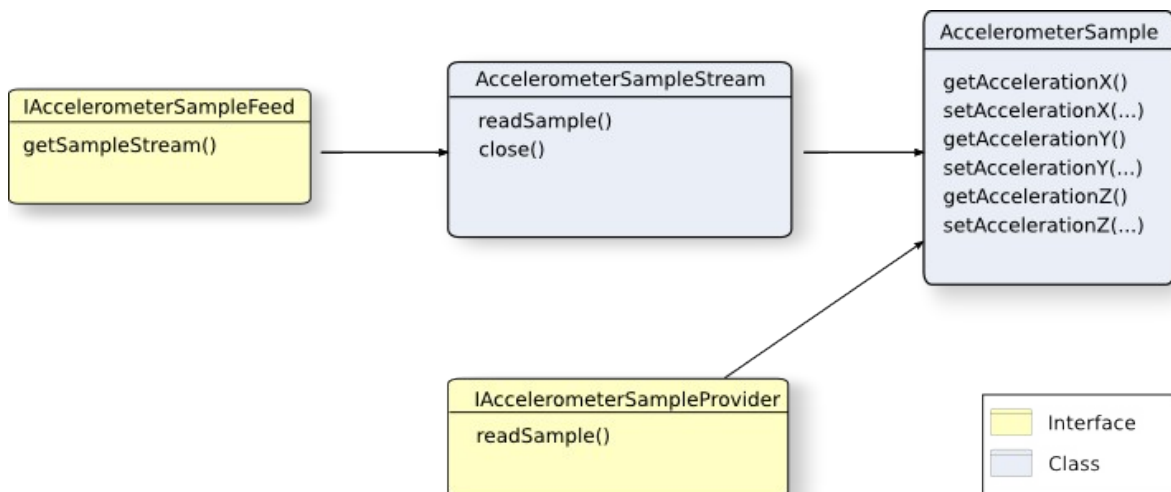 IAccelerometerSampleFeed
getSampleStream()
AccelerometerSampleStream
readSample()
close()
AccelerometerSample
getAccelerationX()
setAccelerationX(...)
getAccelerationY()
setAccelerationY(...)
getAccelerationZ()
setAccelerationZ(...)
IAccelerometerSampleProvider
readSample()
Interface
Class